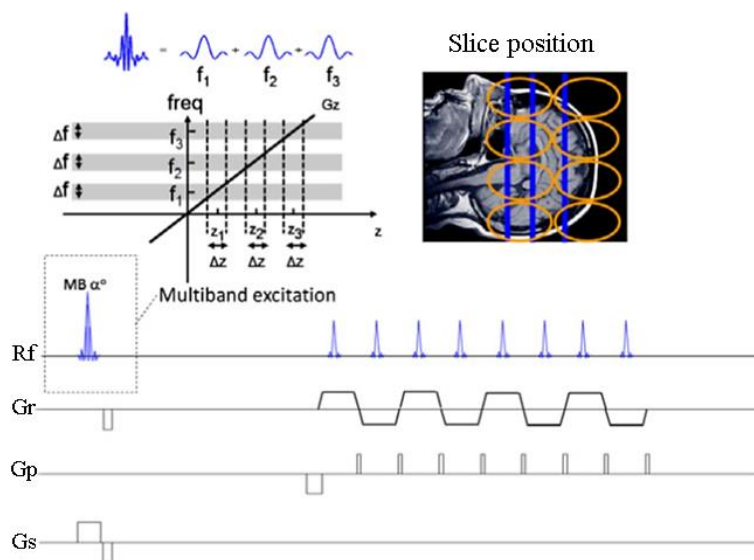 = + +
f1 f2 f3
Slice position
freq
Gz
Δf f3
Δf f2
Δf f1
z1 z2 z3 z
Δz Δz Δz
MB α°
Multiband excitation
Rf
Gr
Gp
Gs